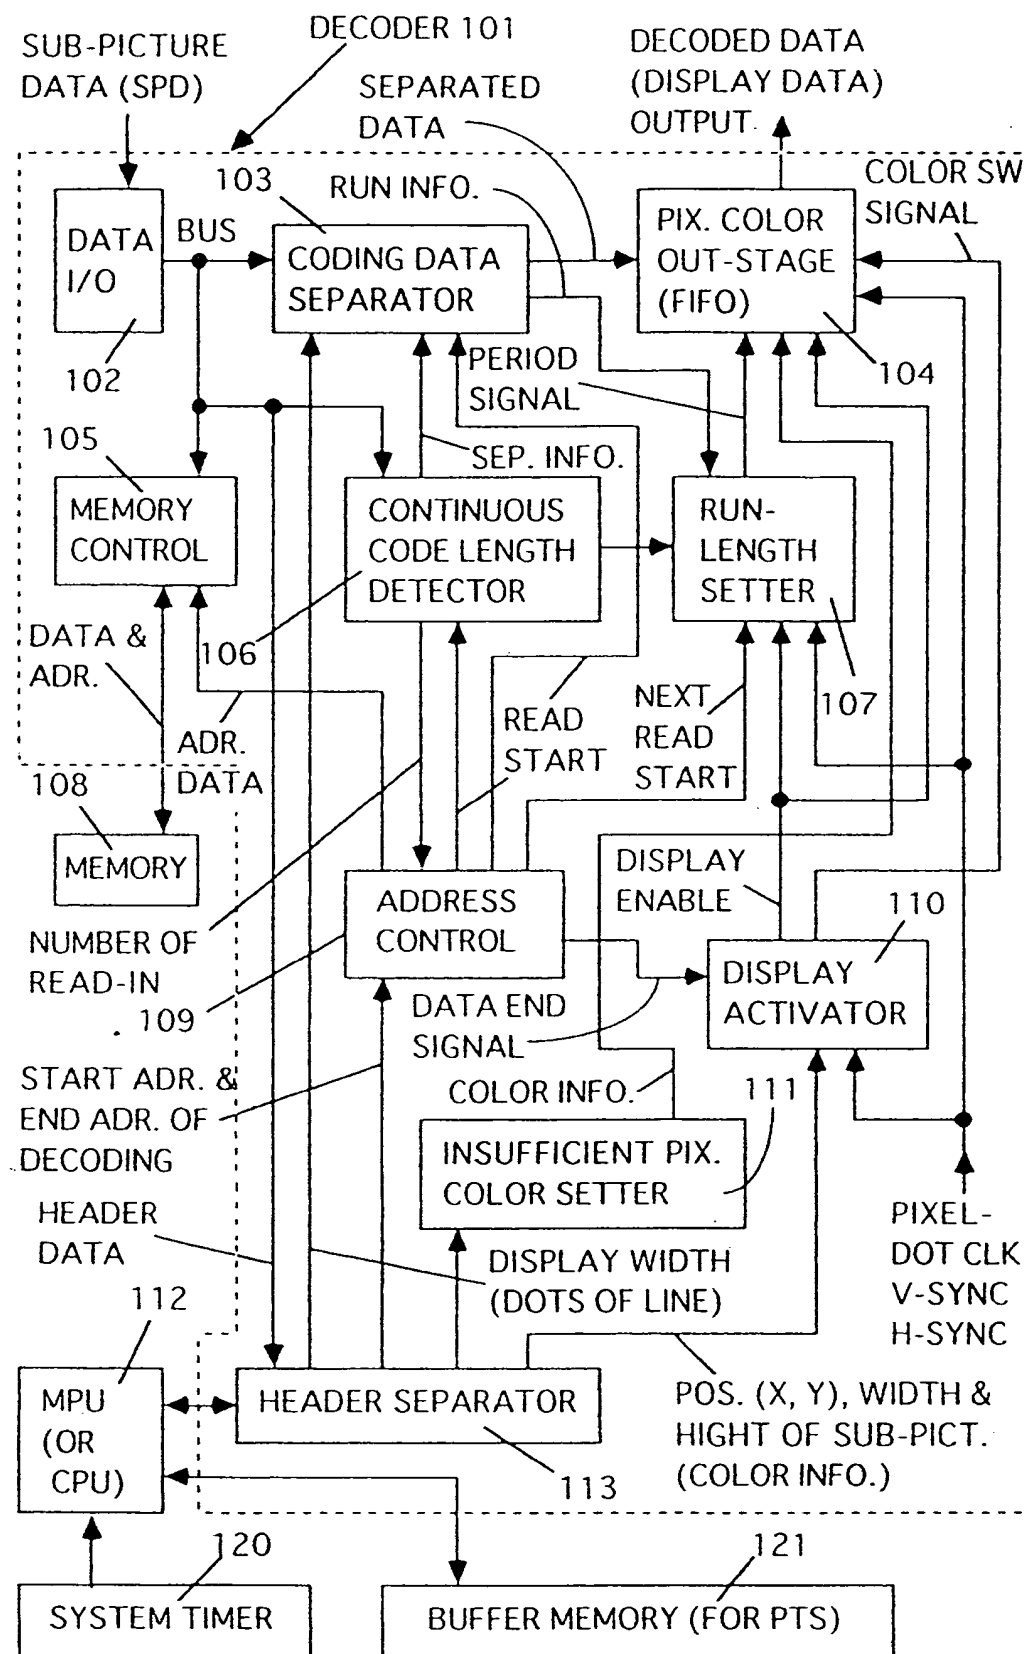 DECODER 101
SUB-PICTURE
DATA (SPD)
SEPARATED
DATA
DECODED DATA
(DISPLAY DATA)
OUTPUT
COLOR SW
SIGNAL
103
RUN INFO.
DATA
I/O
BUS
CODING DATA
SEPARATOR
PIX. COLOR
OUT-STAGE
(FIFO)
102
PERIOD
SIGNAL
104
105
SEP. INFO.
MEMORY
CONTROL
CONTINUOUS
CODE LENGTH
DETECTOR
RUN-
LENGTH
SETTER
DATA &
ADR.
106
107
ADR.
DATA
READ
START
NEXT
READ
START
108
MEMORY
DISPLAY
ENABLE
ADDRESS
CONTROL
110
NUMBER OF
READ-IN
109
DISPLAY
ACTIVATOR
DATA END
SIGNAL
START ADR. &
END ADR. OF
DECODING
COLOR INFO.
111
INSUFFICIENT PIX.
COLOR SETTER
HEADER
DATA
DISPLAY WIDTH
(DOTS OF LINE)
PIXEL-
DOT CLK
V-SYNC
H-SYNC
112
MPU
(OR
CPU)
HEADER SEPARATOR
POS. (X, Y), WIDTH &
HIGHT OF SUB-PICT.
(COLOR INFO.)
113
120
121
SYSTEM TIMER
BUFFER MEMORY (FOR PTS)